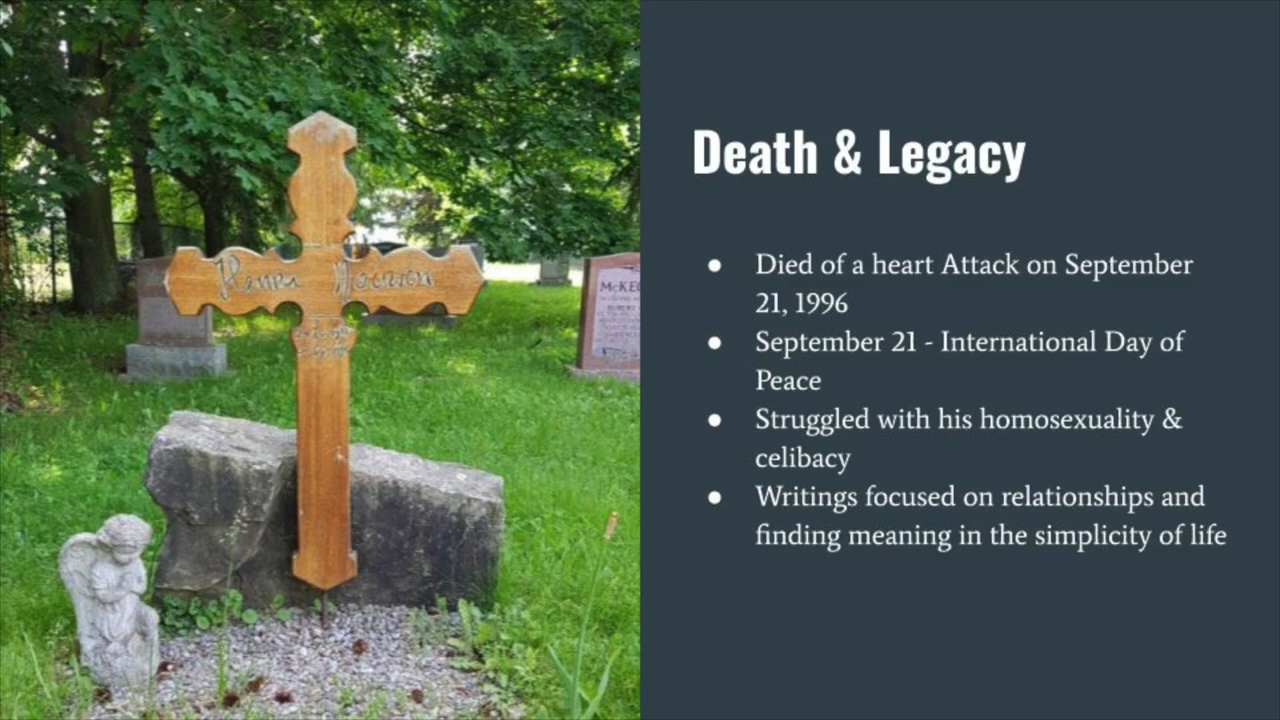 Henri Nouwen
McKE
Death & Legacy
● Died of a heart Attack on September
21, 1996
● September 21 - International Day of
Peace
● Struggled with his homosexuality &
celibacy
● Writings focused on relationships and
finding meaning in the simplicity of life